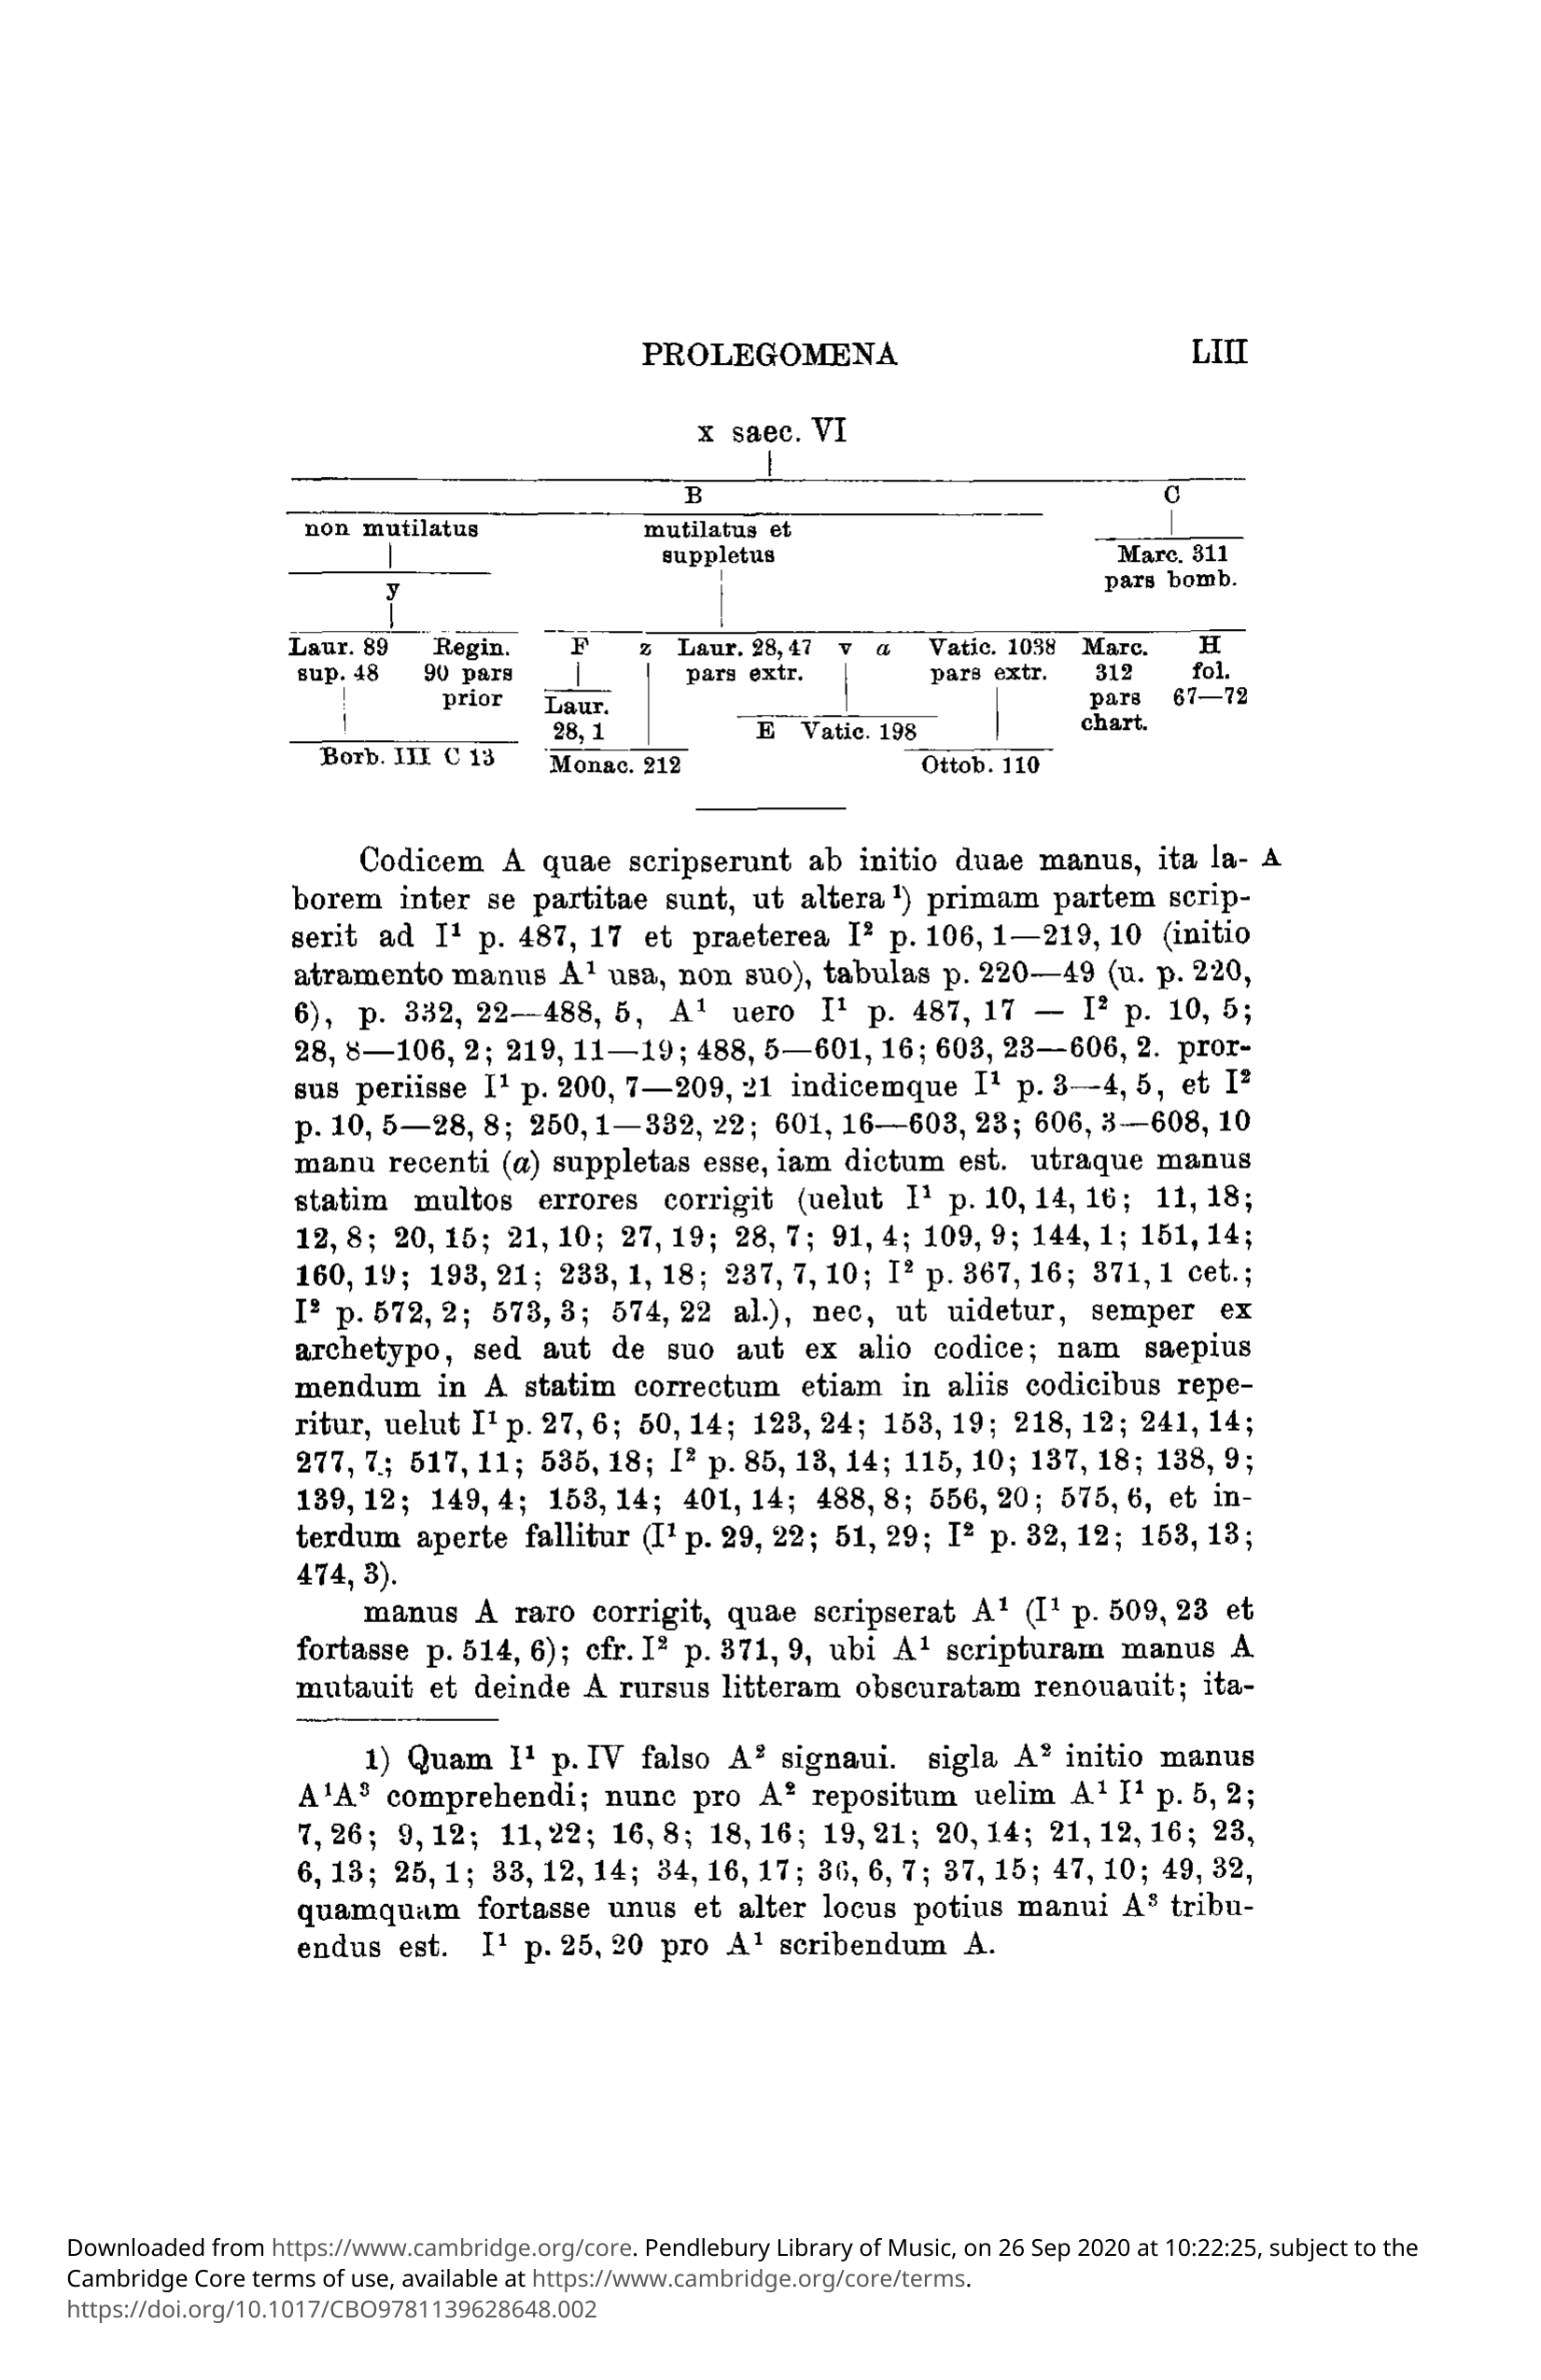 PROLEGOMENA LIII
x saec. VI
B C
non mutilatus mutilatus et
suppletus Marc. 311
pars bomb.
y
Laur. 89 Regin. F z Laur. 28, 47 v a Vatic. 1038 Marc. H
sup. 48 90 pars pars extr. pars extr. 312 fol.
prior Laur. pars 67—72
28, 1 E Vatic. 198 chart.
Borb. III C 13 Monac. 212 Ottob. 110
Codicem A quae scripserunt ab initio duae manus, ita la- A
borem inter se partitae sunt, ut altera ¹) primam partem scrip-
serit ad I¹ p. 487, 17 et praeterea I² p. 106, 1—219, 10 (initio
atramento manus A¹ usa, non suo), tabulas p. 220—49 (u. p. 220,
6), p. 332, 22—488, 5, A¹ uero I¹ p. 487, 17 — I² p. 10, 5;
28, 8—106, 2; 219, 11—19; 488, 5—601, 16; 603, 23—606, 2. pror-
sus periisse I¹ p. 200, 7—209, 21 indicemque I¹ p. 3—4, 5, et I²
p. 10, 5—28, 8; 250, 1—332, 22; 601, 16—603, 23; 606, 3—608, 10
manu recenti (a) suppletas esse, iam dictum est. utraque manus
statim multos errores corrigit (uelut I¹ p. 10, 14, 16; 11, 18;
12, 8; 20, 15; 21, 10; 27, 19; 28, 7; 91, 4; 109, 9; 144, 1; 151, 14;
160, 19; 193, 21; 233, 1, 18; 237, 7, 10; I² p. 367, 16; 371, 1 cet.;
I² p. 572, 2; 573, 3; 574, 22 al.), nec, ut uidetur, semper ex
archetypo, sed aut de suo aut ex alio codice; nam saepius
mendum in A statim correctum etiam in aliis codicibus repe-
ritur, uelut I¹ p. 27, 6; 50, 14; 123, 24; 153, 19; 218, 12; 241, 14;
277, 7.; 517, 11; 535, 18; I² p. 85, 13, 14; 115, 10; 137, 18; 138, 9;
139, 12; 149, 4; 153, 14; 401, 14; 488, 8; 556, 20; 575, 6, et in-
terdum aperte fallitur (I¹ p. 29, 22; 51, 29; I² p. 32, 12; 153, 13;
474, 3).
manus A raro corrigit, quae scripserat A¹ (I¹ p. 509, 23 et
fortasse p. 514, 6); cfr. I² p. 371, 9, ubi A¹ scripturam manus A
mutauit et deinde A rursus litteram obscuratam renouauit; ita-
1) Quam I¹ p. IV falso A² signaui. sigla A² initio manus
A¹A³ comprehendi; nunc pro A² repositum uelim A¹ I¹ p. 5, 2;
7, 26; 9, 12; 11, 22; 16, 8; 18, 16; 19, 21; 20, 14; 21, 12, 16; 23,
6, 13; 25, 1; 33, 12, 14; 34, 16, 17; 36, 6, 7; 37, 15; 47, 10; 49, 32,
quamquam fortasse unus et alter locus potius manui A³ tribu-
endus est. I¹ p. 25, 20 pro A¹ scribendum A.
Downloaded from https://www.cambridge.org/core. Pendlebury Library of Music, on 26 Sep 2020 at 10:22:25, subject to the
Cambridge Core terms of use, available at https://www.cambridge.org/core/terms.
https://doi.org/10.1017/CBO9781139628648.002